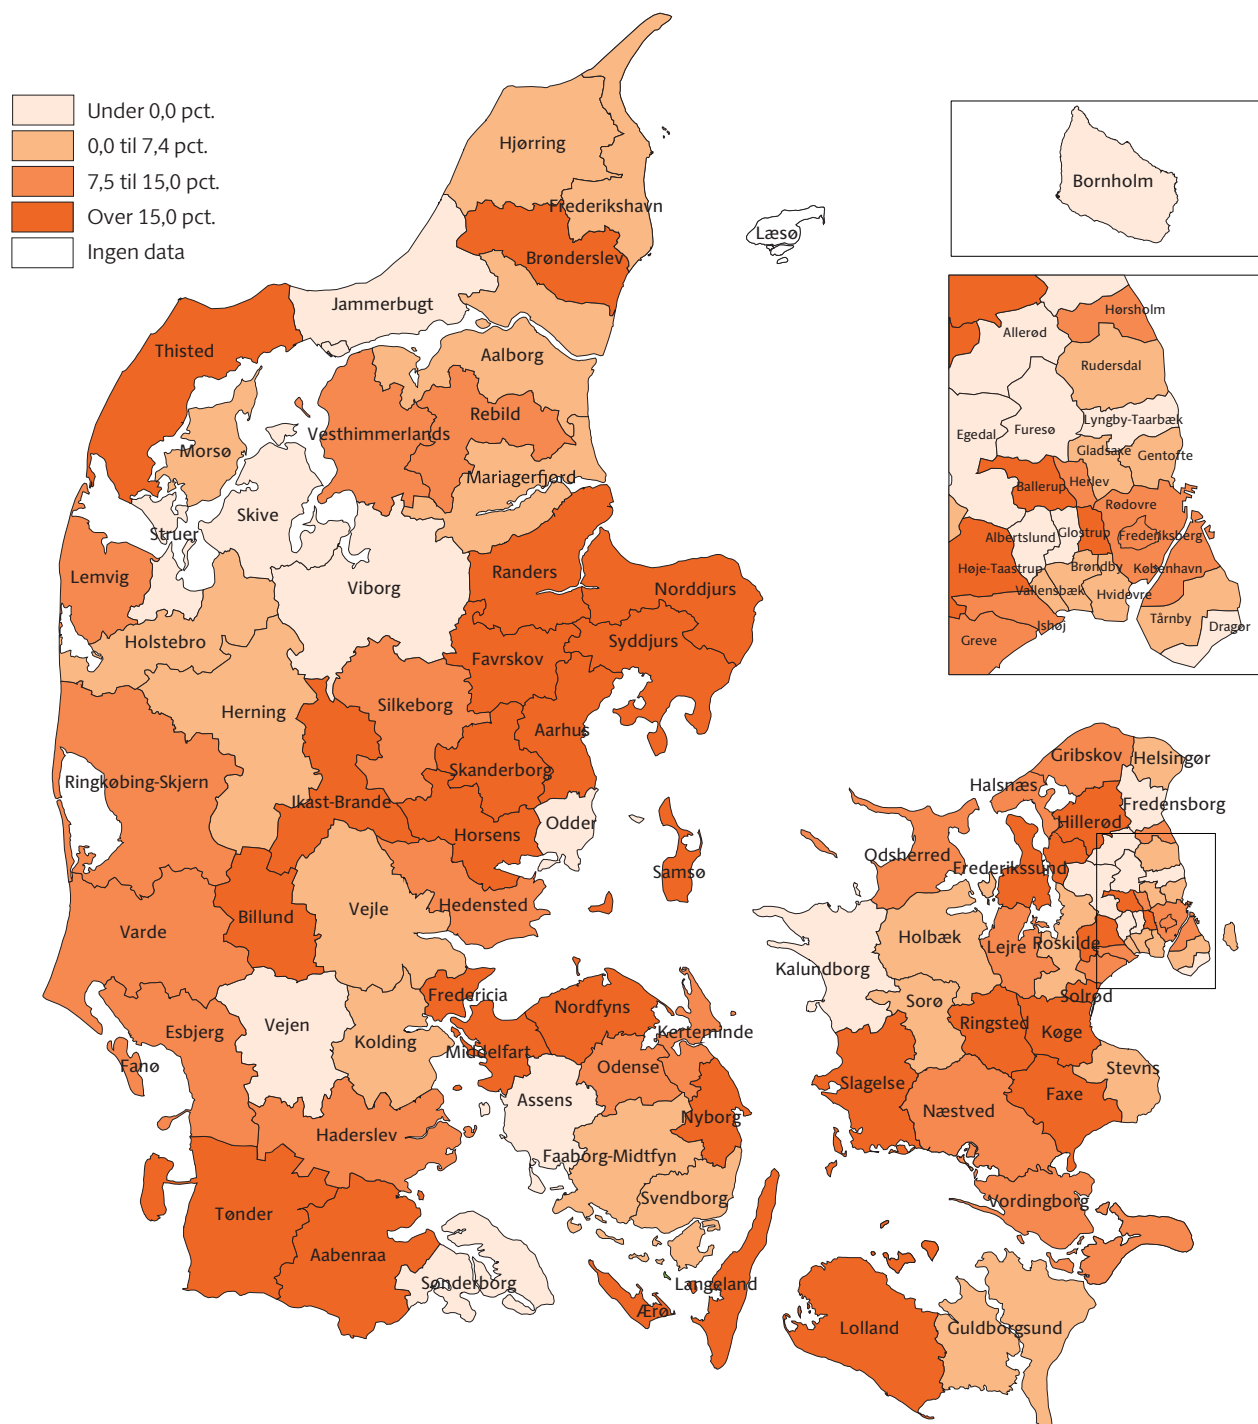 Under 0,0 pct.
0,0 til 7,4 pct.
7,5 til 15,0 pct.
Over 15,0 pct.
Ingen data
Hjørring
Frederikshavn
Læsø
Brønderslev
Jammerbugt
Thisted
Aalborg
Rebild
Vesthimmerlands
Morsø
Mariagerfjord
Skive
Struer
Lemvig
Viborg
Randers
Norddjurs
Holstebro
Syddjurs
Favrskov
Herning
Silkeborg
Aarhus
Skanderborg
Ringkøbing-Skjern
Ikast-Brande
Horsens
Odder
Samsø
Hedensted
Billund
Vejle
Varde
Fredericia
Nordfyns
Vejen
Esbjerg
Kolding
Middelfart
Kerteminde
Fanø
Odense
Assens
Nyborg
Haderslev
Faaborg-Midtfyn
Svendborg
Tønder
Aabenraa
Sønderborg
Langeland
Ærø
Bornholm
Hørsholm
Allerød
Rudersdal
Lyngby-Taarbæk
Furesø
Egedal
Gladsaxe
Gentofte
Ballerup
Herlev
Rødovre
Albertslund
Glostrup
Frederiksberg
Høje-Taastrup
Brøndby
København
Vallensbæk
Hvidovre
Tårnby
Ishøj
Dragør
Greve
Gribskov
Helsingør
Halsnæs
Fredensborg
Hillerød
Odsherred
Frederikssund
Holbæk
Lejre
Roskilde
Kalundborg
Solrød
Sorø
Ringsted
Køge
Stevns
Slagelse
Næstved
Faxe
Vordingborg
Lolland
Guldborgsund